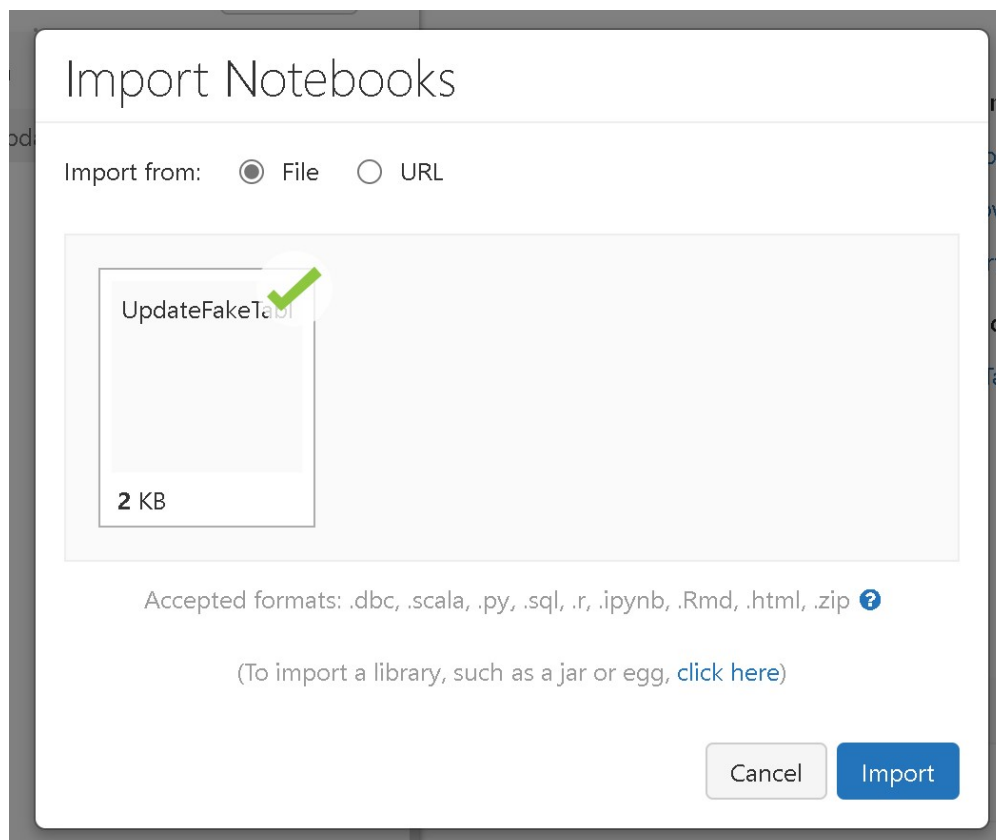 Import Notebooks
Import from: File URL
UpdateFakeTabl
2 KB
Accepted formats: .dbc, .scala, .py, .sql, .r, .ipynb, .Rmd, .html, .zip ?
(To import a library, such as a jar or egg, click here)
Cancel Import